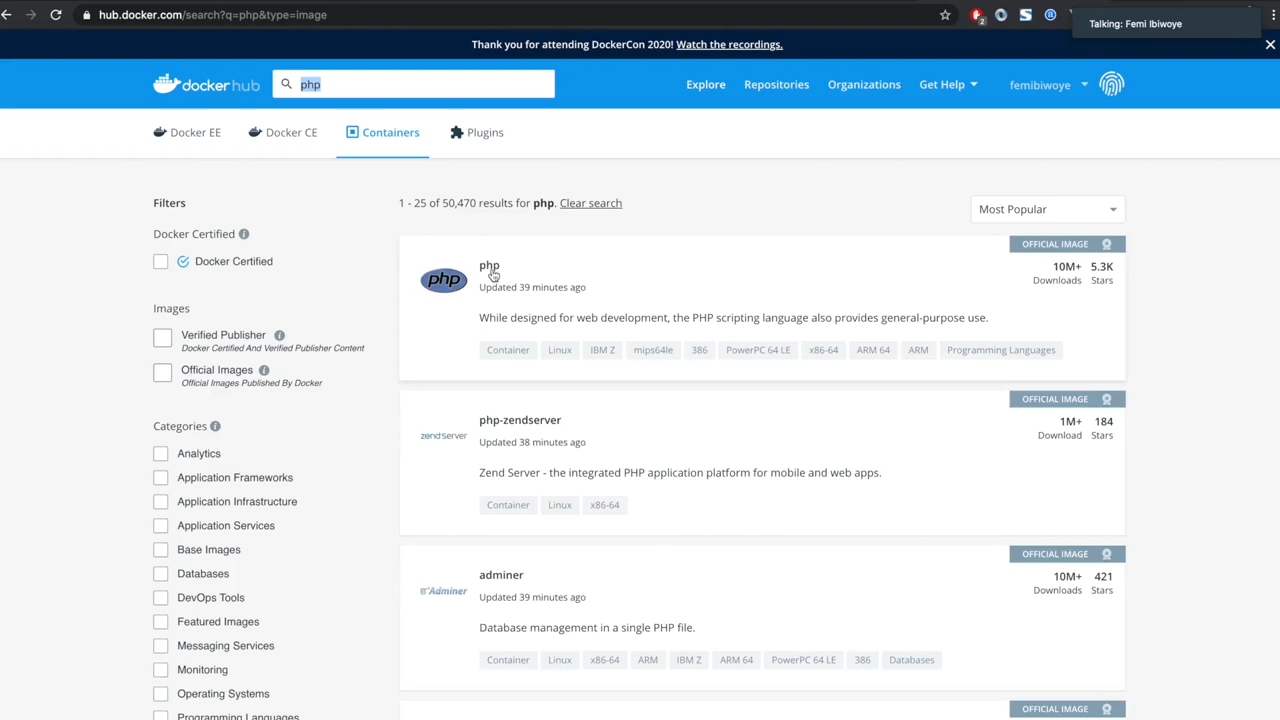 hub.docker.com/search?q=php&type=image
2
Talking: Femi Ibiwoye
Thank you for attending DockerCon 2020! Watch the recordings.
dockerhub
php
Explore
Repositories
Organizations
Get Help
femibiwoye
Docker EE
Docker CE
Containers
Plugins
Filters
1 - 25 of 50,470 results for php. Clear search
Most Popular
Docker Certified
Docker Certified
Images
Verified Publisher
Docker Certified And Verified Publisher Content
Official Images
Official Images Published By Docker
Categories
Analytics
Application Frameworks
Application Infrastructure
Application Services
Base Images
Databases
DevOps Tools
Featured Images
Messaging Services
Monitoring
Operating Systems
Programming Languages
OFFICIAL IMAGE
php
php
Updated 39 minutes ago
10M+ 5.3K
Downloads Stars
While designed for web development, the PHP scripting language also provides general-purpose use.
Container Linux IBM Z mips64le 386 PowerPC 64 LE x86-64 ARM 64 ARM Programming Languages
OFFICIAL IMAGE
zendserver
php-zendserver
Updated 38 minutes ago
1M+ 184
Download Stars
Zend Server - the integrated PHP application platform for mobile and web apps.
Container Linux x86-64
OFFICIAL IMAGE
Adminer
adminer
Updated 39 minutes ago
10M+ 421
Downloads Stars
Database management in a single PHP file.
Container Linux x86-64 ARM IBM Z ARM 64 PowerPC 64 LE 386 Databases
OFFICIAL IMAGE